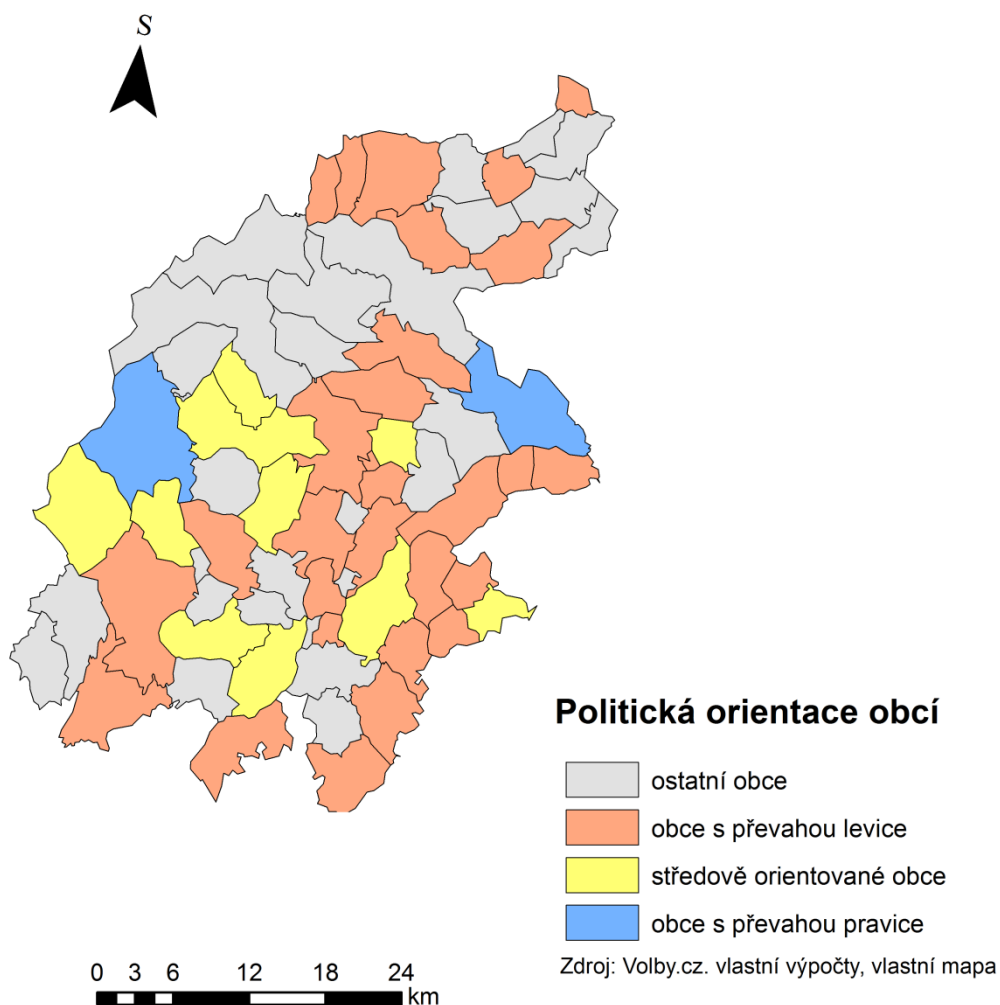 S
Politická orientace obcí
ostatní obce
obce s převahou levice
středově orientované obce
obce s převahou pravice
Zdroj: Volby.cz. vlastní výpočty, vlastní mapa
0 3 6 12 18 24
km